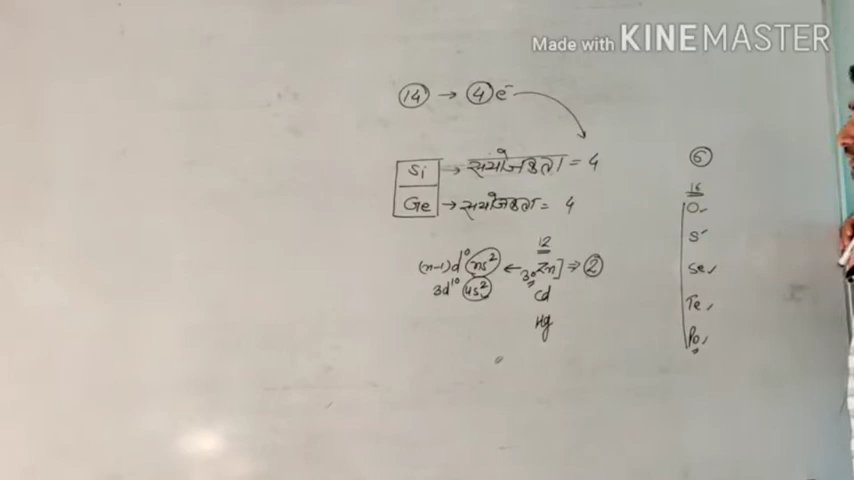 Made with KINEMASTER
14 → 4 e⁻
Si → संयोजकता = 4
Ge → संयोजकता = 4
6
16
O
S
Se
Te
Po
12
(n-1)d¹⁰ ns² ← ₃₀Zn] ⇒ 2
3d¹⁰ 4s²
Cd
Hg